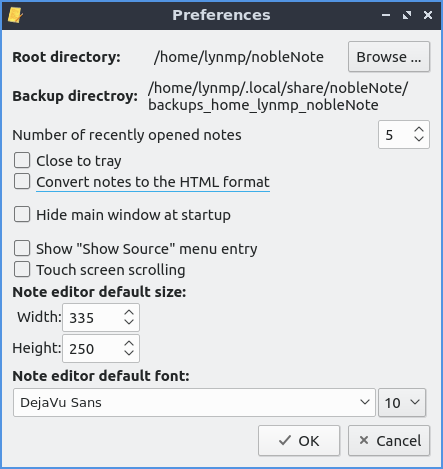 Preferences
Root directory: /home/lynmp/nobleNote Browse ...
Backup directroy: /home/lynmp/.local/share/nobleNote/
backups_home_lynmp_nobleNote
Number of recently opened notes 5
Close to tray
Convert notes to the HTML format
Hide main window at startup
Show "Show Source" menu entry
Touch screen scrolling
Note editor default size:
Width: 335
Height: 250
Note editor default font:
DejaVu Sans 10
OK Cancel